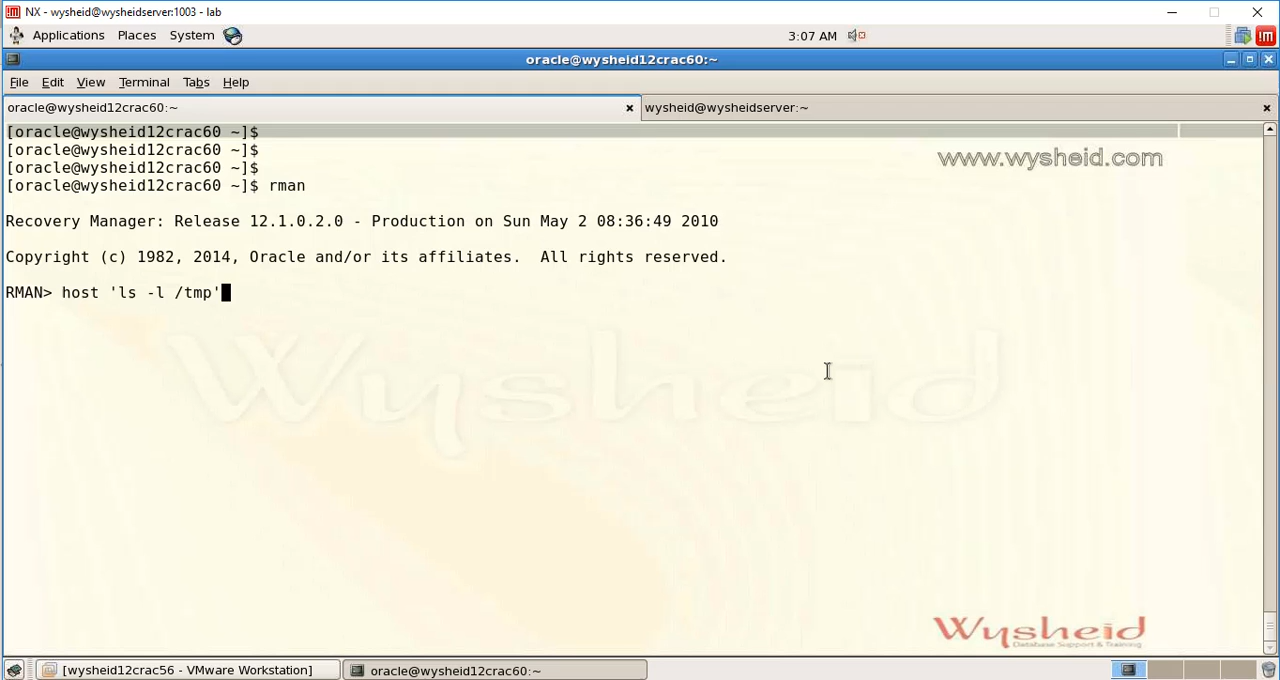 NX - wysheid@wysheidserver:1003 - lab
Applications Places System 3:07 AM
oracle@wysheid12crac60:~
File Edit View Terminal Tabs Help
oracle@wysheid12crac60:~ wysheid@wysheidserver:~
[oracle@wysheid12crac60 ~]$
[oracle@wysheid12crac60 ~]$
[oracle@wysheid12crac60 ~]$
[oracle@wysheid12crac60 ~]$ rman
www.wysheid.com
Recovery Manager: Release 12.1.0.2.0 - Production on Sun May 2 08:36:49 2010
Copyright (c) 1982, 2014, Oracle and/or its affiliates.  All rights reserved.
RMAN> host 'ls -l /tmp'
Wysheid
Wysheid
Database Support & Training
[wysheid12crac56 - VMware Workstation] oracle@wysheid12crac60:~